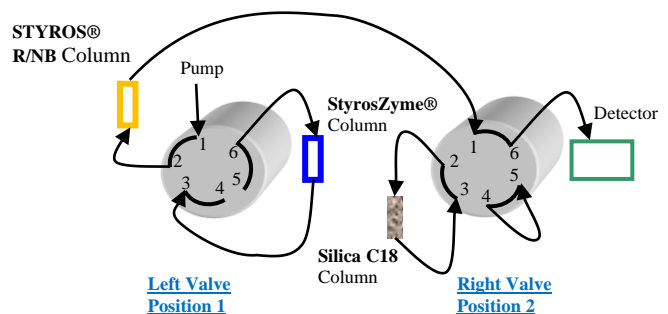 STYROS®
R/NB Column
Pump
StyrosZyme®
Column
Detector
1
2
3
4
5
6
1
2
3
4
5
6
Silica C18
Column
Left Valve
Position 1
Right Valve
Position 2